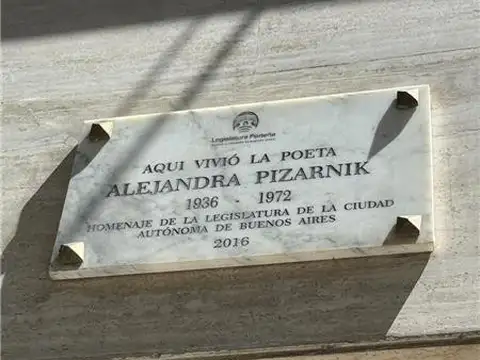 Legislatura Porteña
AQUI VIVIÓ LA POETA
ALEJANDRA PIZARNIK
1936 - 1972
HOMENAJE DE LA LEGISLATURA DE LA CIUDAD
AUTÓNOMA DE BUENOS AIRES
2016